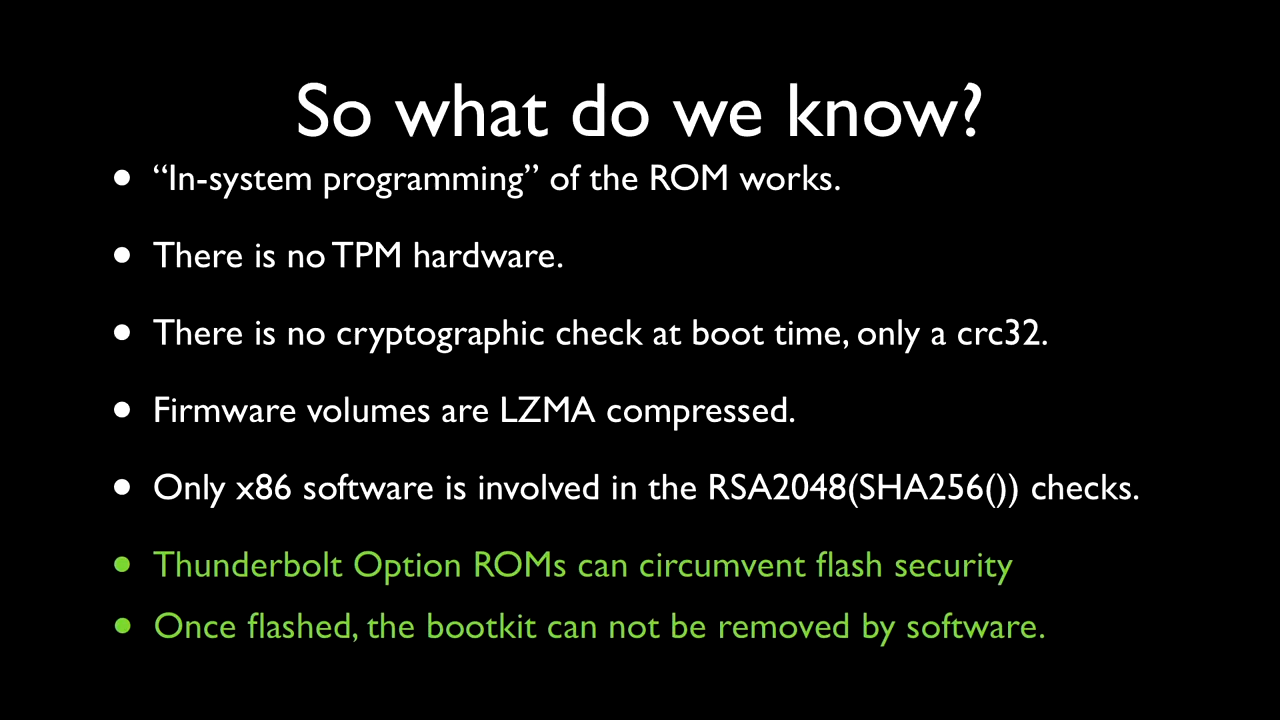 So what do we know?
• “In-system programming” of the ROM works.
• There is no TPM hardware.
• There is no cryptographic check at boot time, only a crc32.
• Firmware volumes are LZMA compressed.
• Only x86 software is involved in the RSA2048(SHA256()) checks.
• Thunderbolt Option ROMs can circumvent flash security
• Once flashed, the bootkit can not be removed by software.